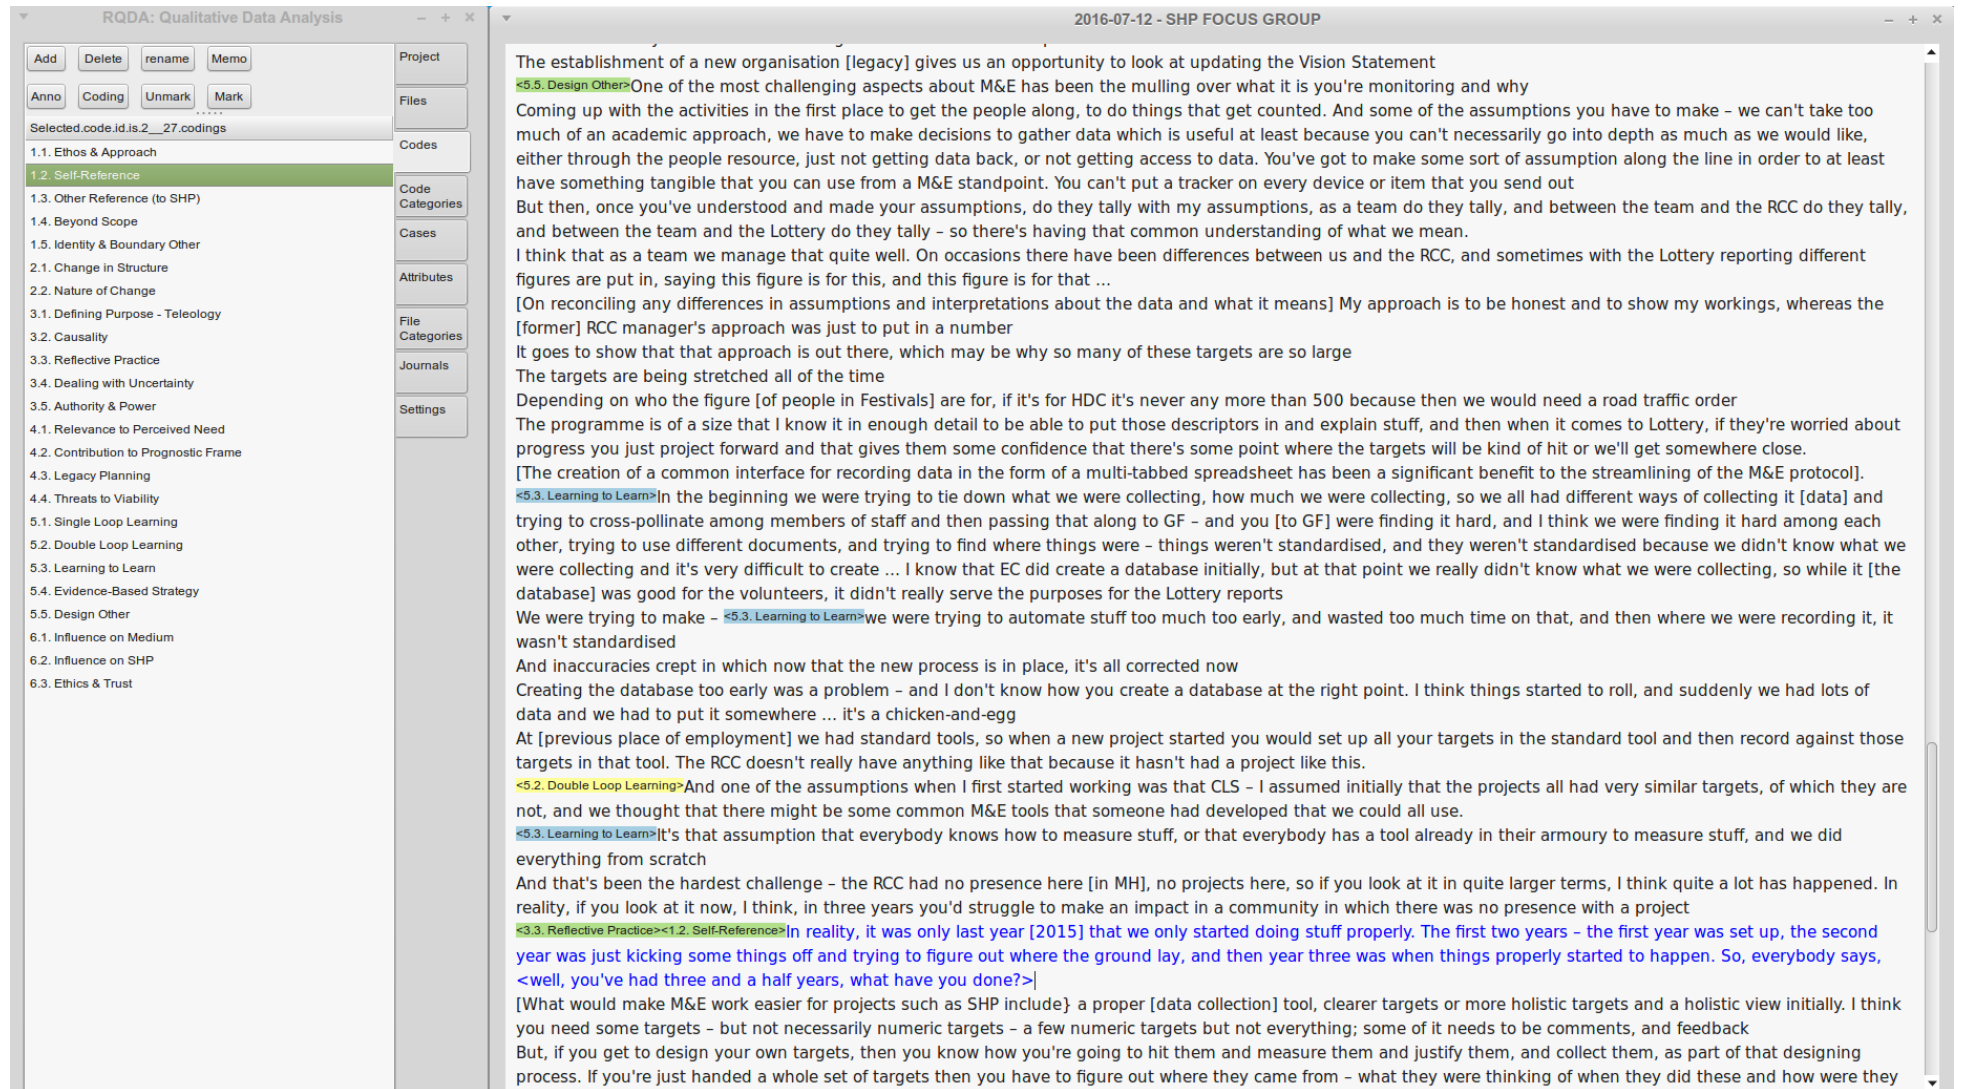 RQDA: Qualitative Data Analysis
Add Delete rename Memo
Anno Coding Unmark Mark
Selected.code.id.is.2__27.codings
1.1. Ethos & Approach
1.2. Self-Reference
1.3. Other Reference (to SHP)
1.4. Beyond Scope
1.5. Identity & Boundary Other
2.1. Change in Structure
2.2. Nature of Change
3.1. Defining Purpose - Teleology
3.2. Causality
3.3. Reflective Practice
3.4. Dealing with Uncertainty
3.5. Authority & Power
4.1. Relevance to Perceived Need
4.2. Contribution to Prognostic Frame
4.3. Legacy Planning
4.4. Threats to Viability
5.1. Single Loop Learning
5.2. Double Loop Learning
5.3. Learning to Learn
5.4. Evidence-Based Strategy
5.5. Design Other
6.1. Influence on Medium
6.2. Influence on SHP
6.3. Ethics & Trust
Project
Files
Codes
Code
Categories
Cases
Attributes
File
Categories
Journals
Settings
2016-07-12 - SHP FOCUS GROUP
The establishment of a new organisation [legacy] gives us an opportunity to look at updating the Vision Statement
<5.5. Design Other>One of the most challenging aspects about M&E has been the mulling over what it is you're monitoring and why
Coming up with the activities in the first place to get the people along, to do things that get counted. And some of the assumptions you have to make – we can't take too
much of an academic approach, we have to make decisions to gather data which is useful at least because you can't necessarily go into depth as much as we would like,
either through the people resource, just not getting data back, or not getting access to data. You've got to make some sort of assumption along the line in order to at least
have something tangible that you can use from a M&E standpoint. You can't put a tracker on every device or item that you send out
But then, once you've understood and made your assumptions, do they tally with my assumptions, as a team do they tally, and between the team and the RCC do they tally,
and between the team and the Lottery do they tally – so there's having that common understanding of what we mean.
I think that as a team we manage that quite well. On occasions there have been differences between us and the RCC, and sometimes with the Lottery reporting different
figures are put in, saying this figure is for this, and this figure is for that ...
[On reconciling any differences in assumptions and interpretations about the data and what it means] My approach is to be honest and to show my workings, whereas the
[former] RCC manager's approach was just to put in a number
It goes to show that that approach is out there, which may be why so many of these targets are so large
The targets are being stretched all of the time
Depending on who the figure [of people in Festivals] are for, if it's for HDC it's never any more than 500 because then we would need a road traffic order
The programme is of a size that I know it in enough detail to be able to put those descriptors in and explain stuff, and then when it comes to Lottery, if they're worried about
progress you just project forward and that gives them some confidence that there's some point where the targets will be kind of hit or we'll get somewhere close.
[The creation of a common interface for recording data in the form of a multi-tabbed spreadsheet has been a significant benefit to the streamlining of the M&E protocol].
<5.3. Learning to Learn>In the beginning we were trying to tie down what we were collecting, how much we were collecting, so we all had different ways of collecting it [data] and
trying to cross-pollinate among members of staff and then passing that along to GF – and you [to GF] were finding it hard, and I think we were finding it hard among each
other, trying to use different documents, and trying to find where things were – things weren't standardised, and they weren't standardised because we didn't know what we
were collecting and it's very difficult to create ... I know that EC did create a database initially, but at that point we really didn't know what we were collecting, so while it [the
database] was good for the volunteers, it didn't really serve the purposes for the Lottery reports
We were trying to make – <5.3. Learning to Learn>we were trying to automate stuff too much too early, and wasted too much time on that, and then where we were recording it, it
wasn't standardised
And inaccuracies crept in which now that the new process is in place, it's all corrected now
Creating the database too early was a problem – and I don't know how you create a database at the right point. I think things started to roll, and suddenly we had lots of
data and we had to put it somewhere ... it's a chicken-and-egg
At [previous place of employment] we had standard tools, so when a new project started you would set up all your targets in the standard tool and then record against those
targets in that tool. The RCC doesn't really have anything like that because it hasn't had a project like this.
<5.2. Double Loop Learning>And one of the assumptions when I first started working was that CLS – I assumed initially that the projects all had very similar targets, of which they are
not, and we thought that there might be some common M&E tools that someone had developed that we could all use.
<5.3. Learning to Learn>It's that assumption that everybody knows how to measure stuff, or that everybody has a tool already in their armoury to measure stuff, and we did
everything from scratch
And that's been the hardest challenge – the RCC had no presence here [in MH], no projects here, so if you look at it in quite larger terms, I think quite a lot has happened. In
reality, if you look at it now, I think, in three years you'd struggle to make an impact in a community in which there was no presence with a project
<3.3. Reflective Practice><1.2. Self-Reference>In reality, it was only last year [2015] that we only started doing stuff properly. The first two years – the first year was set up, the second
year was just kicking some things off and trying to figure out where the ground lay, and then year three was when things properly started to happen. So, everybody says,
<well, you've had three and a half years, what have you done?>
[What would make M&E work easier for projects such as SHP include} a proper [data collection] tool, clearer targets or more holistic targets and a holistic view initially. I think
you need some targets – but not necessarily numeric targets – a few numeric targets but not everything; some of it needs to be comments, and feedback
But, if you get to design your own targets, then you know how you're going to hit them and measure them and justify them, and collect them, as part of that designing
process. If you're just handed a whole set of targets then you have to figure out where they came from – what they were thinking of when they did these and how were they